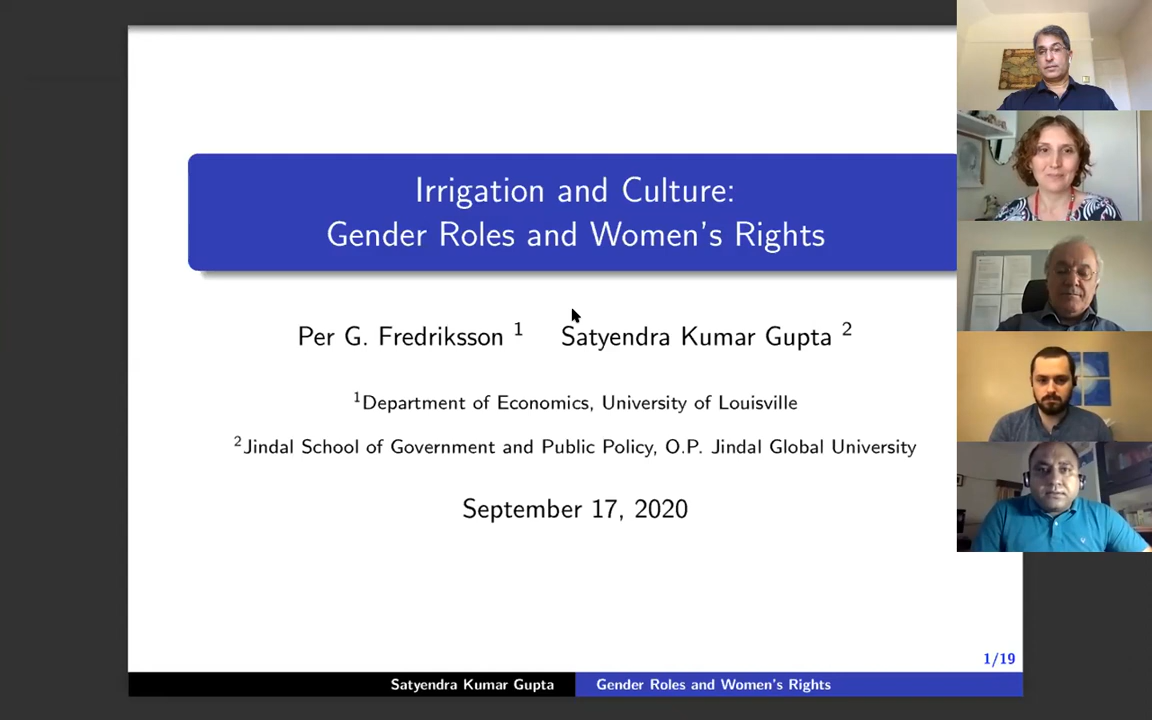 Irrigation and Culture:
Gender Roles and Women's Rights
Per G. Fredriksson 1 Satyendra Kumar Gupta 2
1Department of Economics, University of Louisville
2Jindal School of Government and Public Policy, O.P. Jindal Global University
September 17, 2020
1/19
Satyendra Kumar Gupta Gender Roles and Women's Rights